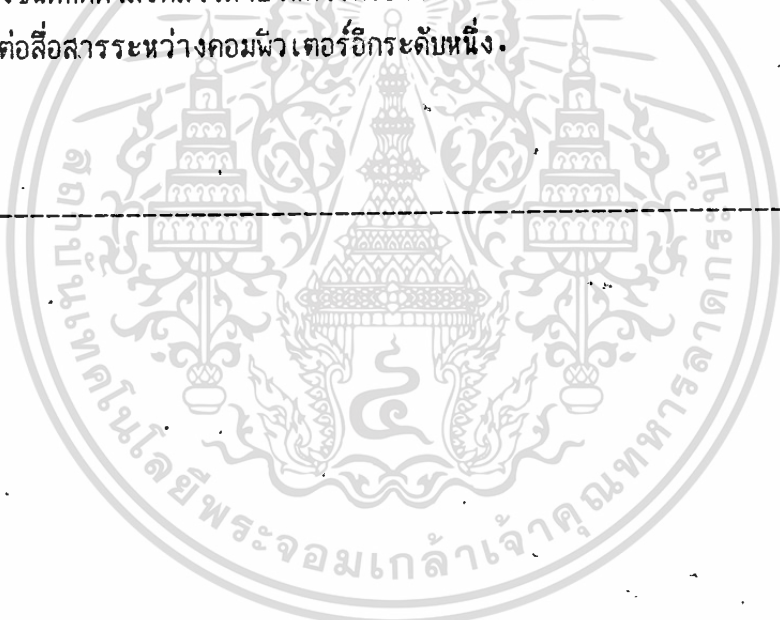 ต่อสื่อสารระหว่างคอมพิวเตอร์อีกระดับหนึ่ง.
สถาบันเทคโนโลยีพระจอมเกล้าเจ้าคุณทหารลาดกระบัง